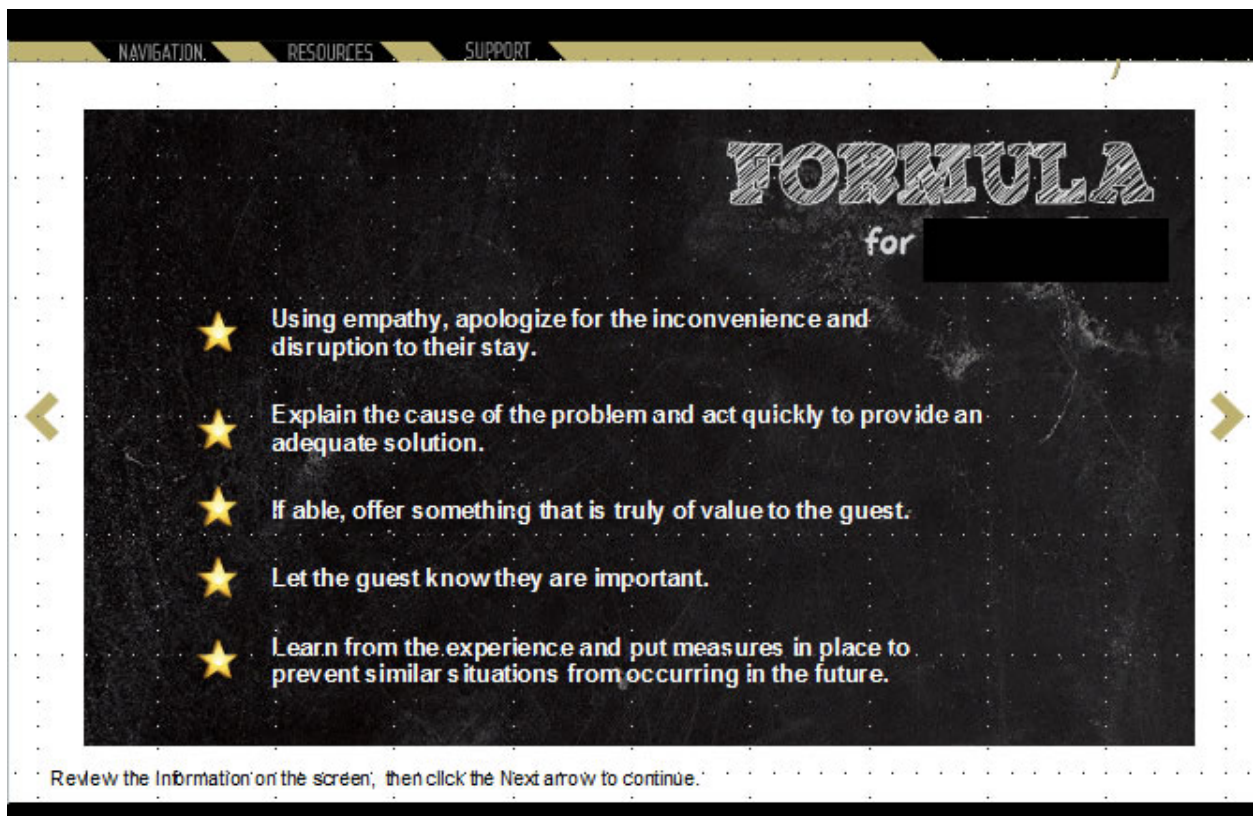 NAVIGATION
RESOURCES
SUPPORT
FORMULA
for
Using empathy, apologize for the inconvenience and
disruption to their stay.
Explain the cause of the problem and act quickly to provide an
adequate solution.
If able, offer something that is truly of value to the guest.
Let the guest know they are important.
Learn from the experience and put measures in place to
prevent similar situations from occurring in the future.
Review the Information on the screen, then click the Next arrow to continue.